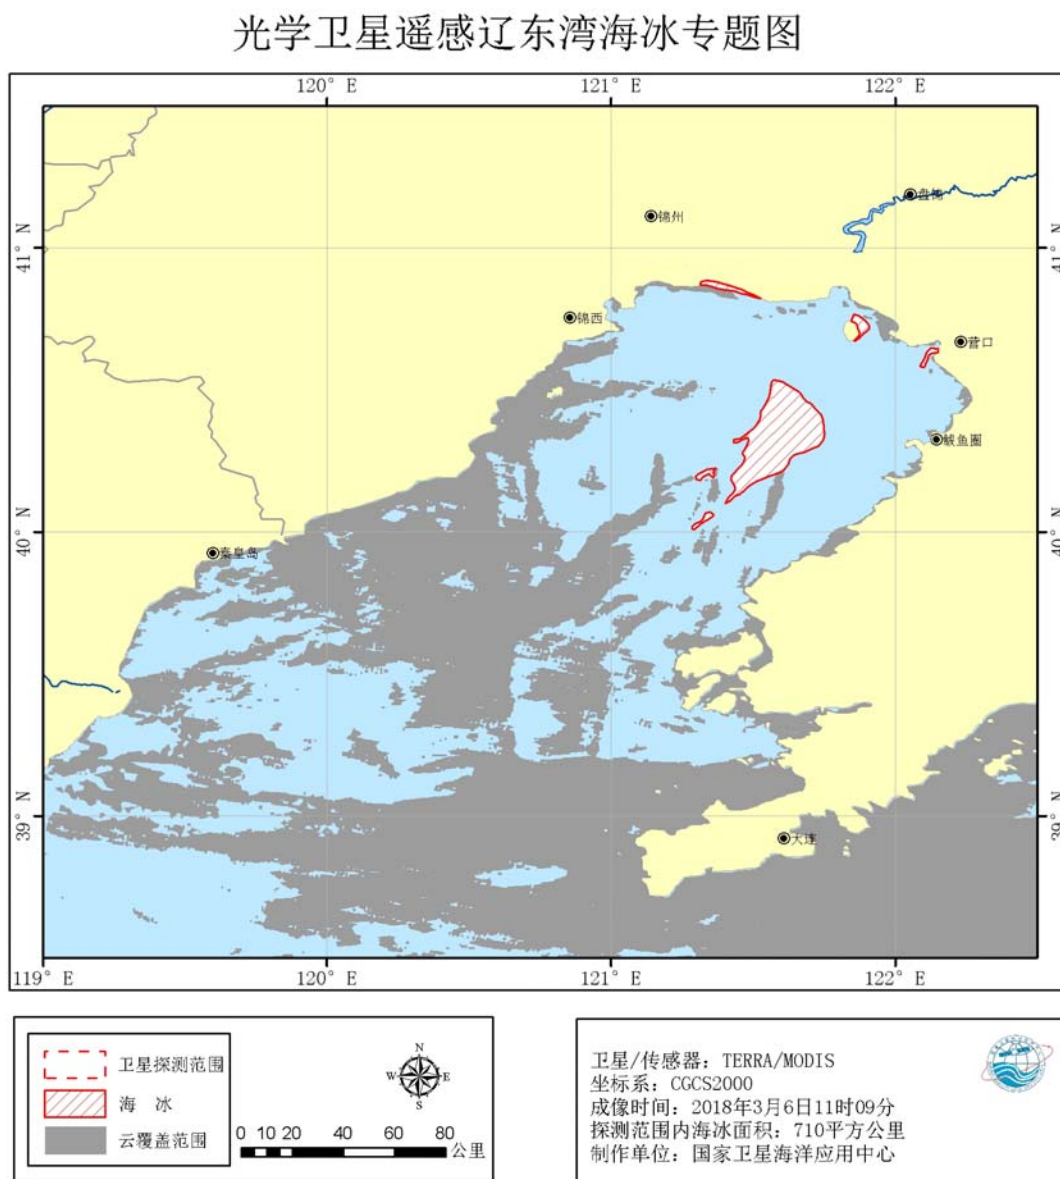 光学卫星遥感辽东湾海冰专题图
120° E 121° E 122° E
盘锦
锦州
41° N 41° N
锦西
营口
鲅鱼圈
40° N 40° N
秦皇岛
39° N 39° N
大连
119° E 120° E 121° E 122° E
卫星探测范围
海 冰
云覆盖范围
N
W E
S
0 10 20 40 60 80
公里
卫星/传感器：TERRA/MODIS
坐标系：CGCS2000
成像时间：2018年3月6日11时09分
探测范围内海冰面积：710平方公里
制作单位：国家卫星海洋应用中心